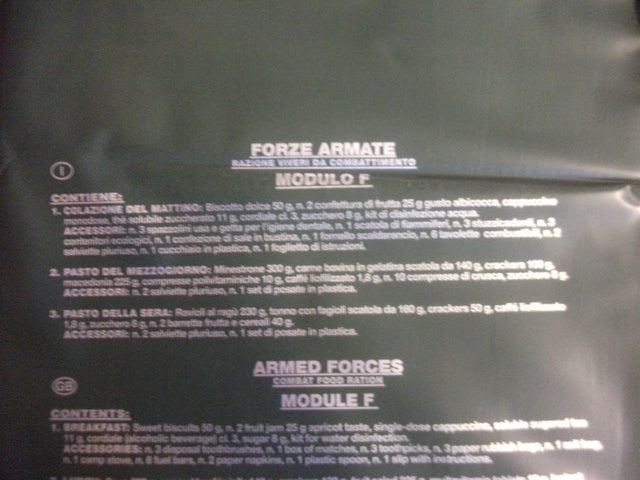 FORZE ARMATE
RAZIONE VIVERI DA COMBATTIMENTO
I
MODULO F
CONTIENE:
1. COLAZIONE DEL MATTINO: Biscotto dolce 50 g, n. 2 confettura di frutta 25 g gusto albicocca, cappuccino
monodose, thè solubile zuccherato 11 g, cordiale cl. 3, zucchero 8 g, kit di disinfezione acqua.
ACCESSORI: n. 3 spazzolini usa e getta per l'igiene dentale, n. 1 scatola di fiammiferi, n. 3 stuzzicadenti, n. 3
contenitori ecologici, n. 1 confezione di sale in bustina, n. 1 fornello scaldarancio, n. 6 tavolette combustibili, n. 2
salviette pluriuso, n. 1 cucchiaio in plastica, n. 1 foglietto di istruzioni.
2. PASTO DEL MEZZOGIORNO: Minestrone 300 g, carne bovina in gelatina scatola da 140 g, crackers 100 g,
macedonia 225 g, compresse polivitaminiche 10 g, caffè liofilizzato 1,8 g, n. 10 compresse di crusca, zucchero 8 g.
ACCESSORI: n. 2 salviette pluriuso, n. 1 set di posate in plastica.
3. PASTO DELLA SERA: Ravioli al ragù 230 g, tonno con fagioli scatola da 160 g, crackers 50 g, caffè liofilizzato
1,8 g, zucchero 8 g, n. 2 barrette frutta e cereali 40 g.
ACCESSORI: n. 2 salviette pluriuso, n. 1 set di posate in plastica.
ARMED FORCES
COMBAT FOOD RATION
GB
MODULE F
CONTENTS:
1. BREAKFAST: Sweet biscuits 50 g, n. 2 fruit jam 25 g apricot taste, single-dose cappuccino, soluble sugared tea
11 g, cordiale (alcoholic beverage) cl. 3, sugar 8 g, kit for water disinfection.
ACCESSORIES: n. 3 disposal toothbrushes, n. 1 box of matches, n. 3 toothpicks, n. 3 paper rubbish bags, n. 1 salt bag,
n. 1 camp stove, n. 6 fuel bars, n. 2 paper napkins, n. 1 plastic spoon, n. 1 slip with instructions.